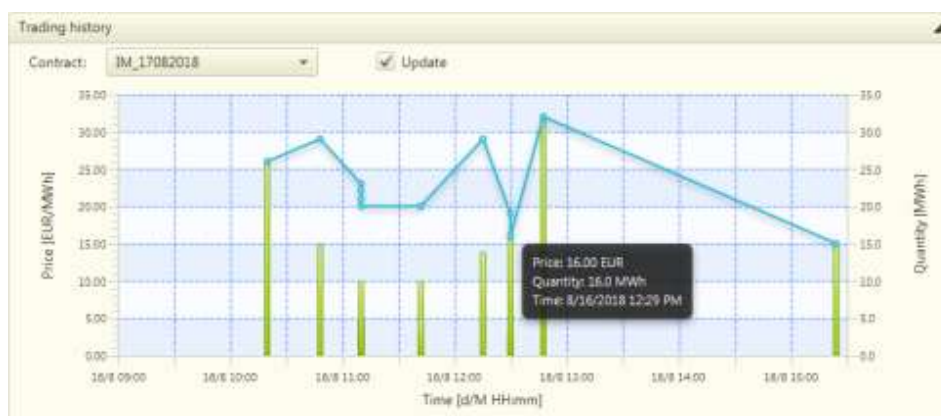 Trading history
Contract: IM_17082018 Update
35.00 35.0
30.00 30.0
25.00 25.0
20.00 20.0
15.00 15.0
10.00 10.0
5.00 5.0
0.00 0.0
Price [EUR/MWh]
Quantity [MWh]
Price: 16.00 EUR
Quantity: 16.0 MWh
Time: 8/16/2018 12:29 PM
16/8 09:00 16/8 10:00 16/8 11:00 16/8 12:00 16/8 13:00 16/8 14:00 16/8 16:00
Time [d/M HH:mm]